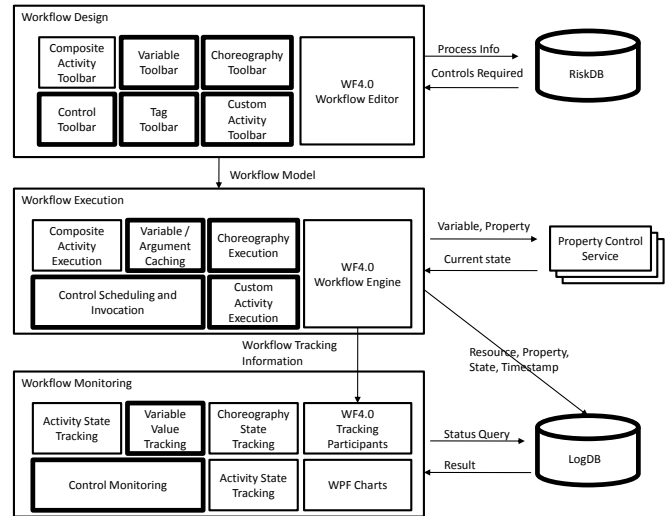 Workflow Design
Composite
Activity
Toolbar
Variable
Toolbar
Choreography
Toolbar
WF4.0
Workflow Editor
Control
Toolbar
Tag
Toolbar
Custom
Activity
Toolbar
Process Info
Controls Required
RiskDB
Workflow Model
Workflow Execution
Composite
Activity
Execution
Variable /
Argument
Caching
Choreography
Execution
WF4.0
Workflow Engine
Control Scheduling and
Invocation
Custom
Activity
Execution
Variable, Property
Current state
Property Control
Service
Workflow Tracking
Information
Resource, Property,
State, Timestamp
Workflow Monitoring
Activity State
Tracking
Variable
Value
Tracking
Choreography
State
Tracking
WF4.0
Tracking
Participants
Control Monitoring
Activity State
Tracking
WPF Charts
Status Query
Result
LogDB